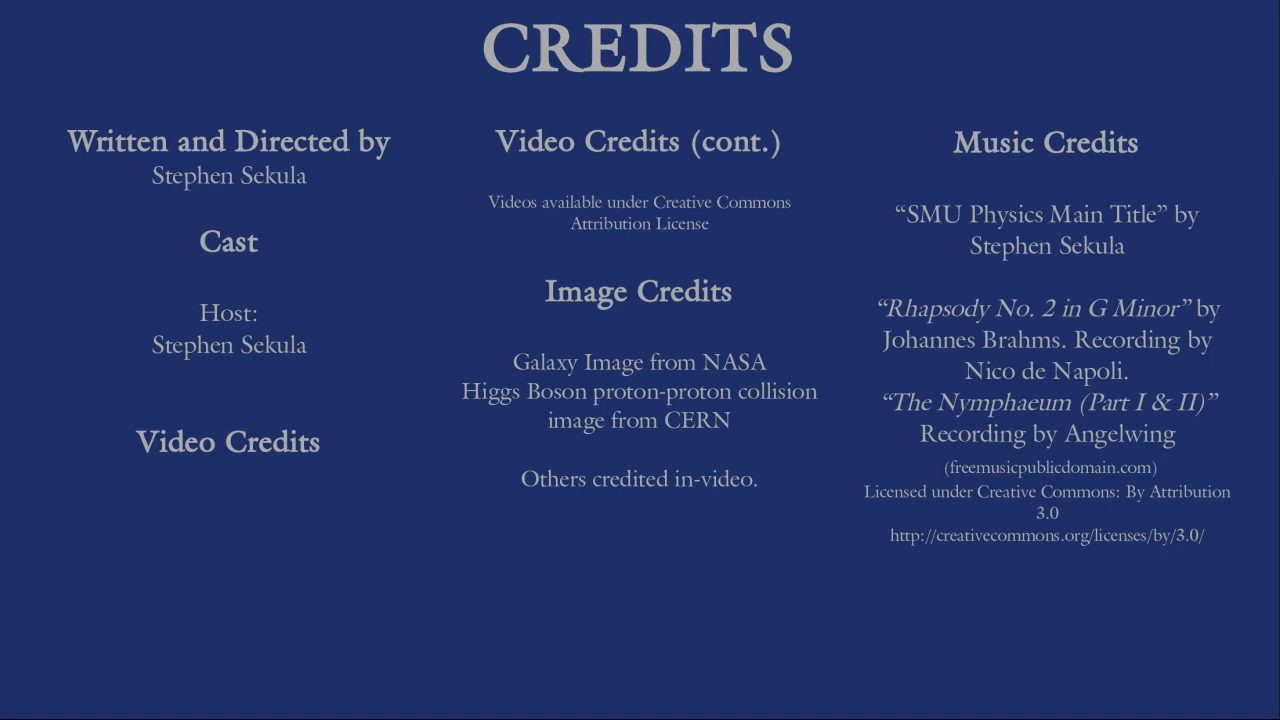 CREDITS
Written and Directed by
Stephen Sekula
Cast
Host:
Stephen Sekula
Video Credits
Video Credits (cont.)
Videos available under Creative Commons
Attribution License
Image Credits
Galaxy Image from NASA
Higgs Boson proton-proton collision
image from CERN
Others credited in-video.
Music Credits
“SMU Physics Main Title” by
Stephen Sekula
“Rhapsody No. 2 in G Minor” by
Johannes Brahms. Recording by
Nico de Napoli.
“The Nymphaeum (Part I & II)”
Recording by Angelwing
(freemusicpublicdomain.com)
Licensed under Creative Commons: By Attribution
3.0
http://creativecommons.org/licenses/by/3.0/